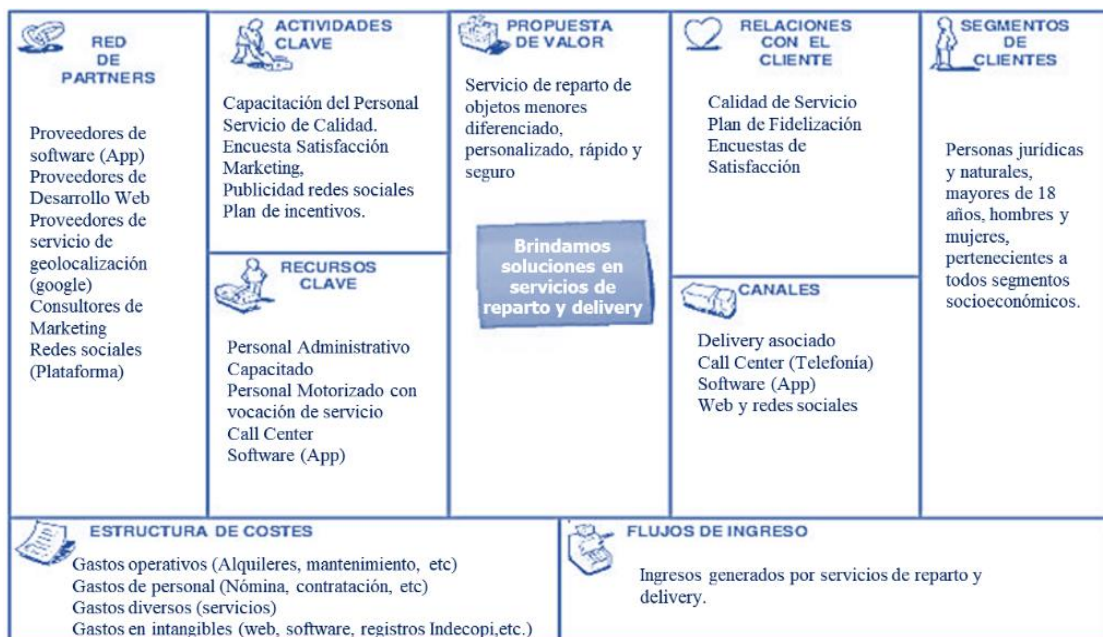 RED
DE
PARTNERS
Proveedores de
software (App)
Proveedores de
Desarrollo Web
Proveedores de
servicio de
geolocalización
(google)
Consultores de
Marketing
Redes sociales
(Plataforma)
ACTIVIDADES
CLAVE
Capacitación del Personal
Servicio de Calidad.
Encuesta Satisfacción
Marketing,
Publicidad redes sociales
Plan de incentivos.
RECURSOS
CLAVE
Personal Administrativo
Capacitado
Personal Motorizado con
vocación de servicio
Call Center
Software (App)
PROPUESTA
DE VALOR
Servicio de reparto de
objetos menores
diferenciado,
personalizado, rápido y
seguro
Brindamos
soluciones en
servicios de
reparto y delivery
RELACIONES
CON EL
CLIENTE
Calidad de Servicio
Plan de Fidelización
Encuestas de
Satisfacción
CANALES
Delivery asociado
Call Center (Telefonía)
Software (App)
Web y redes sociales
SEGMENTOS
DE
CLIENTES
Personas jurídicas
y naturales,
mayores de 18
años, hombres y
mujeres,
pertenecientes a
todos segmentos
socioeconómicos.
ESTRUCTURA DE COSTES
Gastos operativos (Alquileres, mantenimiento, etc)
Gastos de personal (Nómina, contratación, etc)
Gastos diversos (servicios)
Gastos en intangibles (web, software, registros Indecopi,etc.)
FLUJOS DE INGRESO
Ingresos generados por servicios de reparto y
delivery.